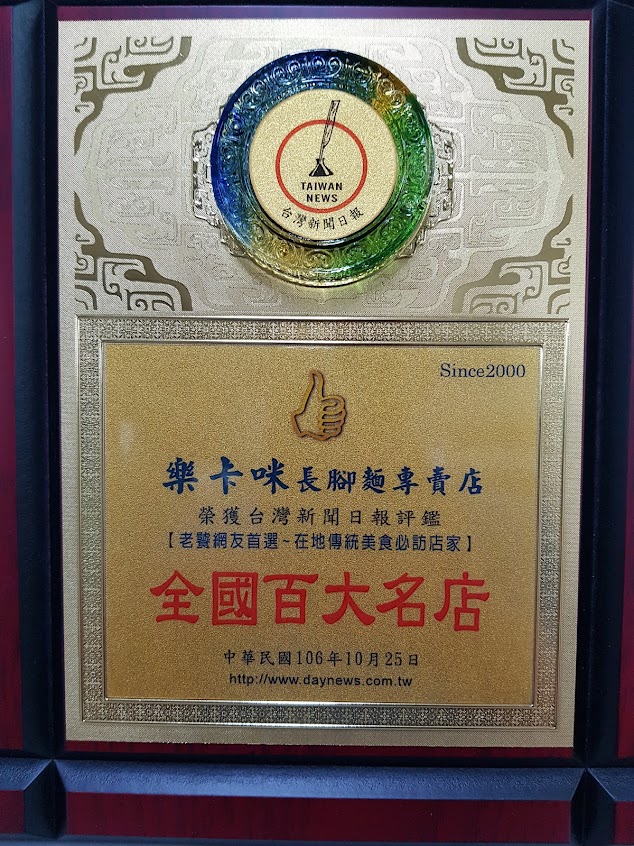 TAIWAN
NEWS
台灣新聞日報
Since2000
樂卡咪長腳麵專賣店
榮獲台灣新聞日報評鑑
【老饕網友首選~在地傳統美食必訪店家】
全國百大名店
中華民國106年10月25日
http://www.daynews.com.tw